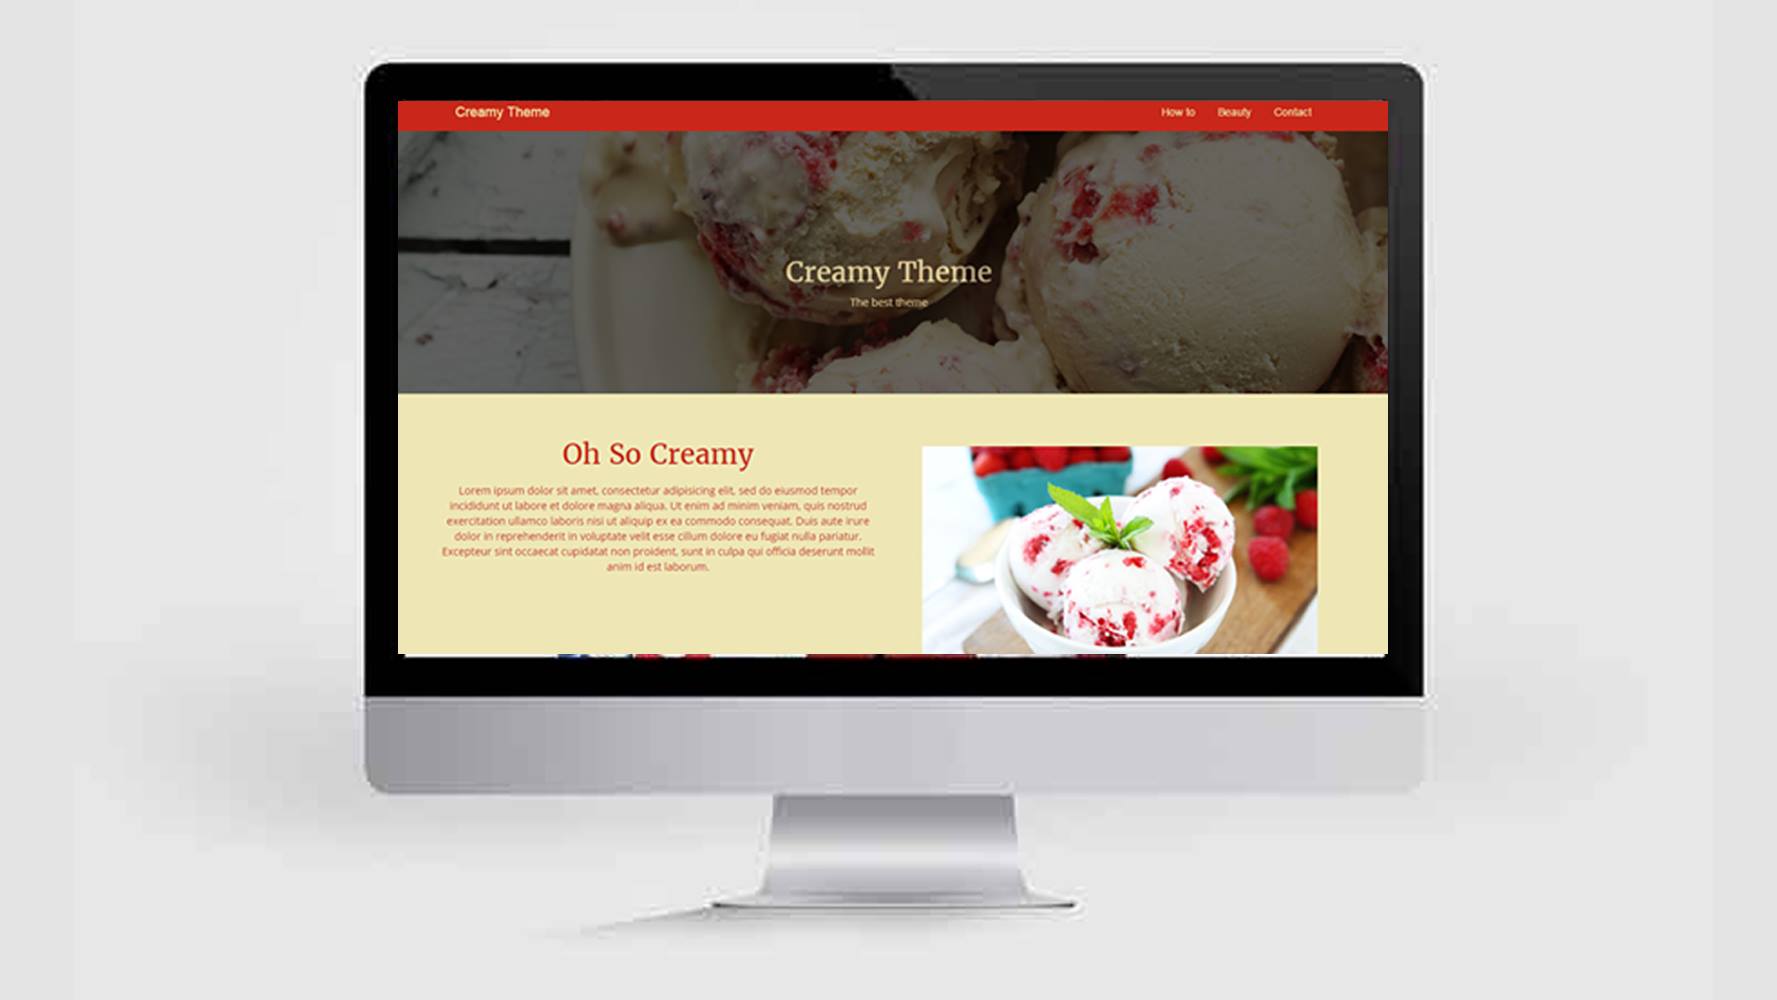 Creamy Theme
How to Beauty Contact
Creamy Theme
The best theme
Oh So Creamy
Lorem ipsum dolor sit amet, consectetur adipisicing elit, sed do eiusmod tempor
incididunt ut labore et dolore magna aliqua. Ut enim ad minim veniam, quis nostrud
exercitation ullamco laboris nisi ut aliquip ex ea commodo consequat. Duis aute irure
dolor in reprehenderit in voluptate velit esse cillum dolore eu fugiat nulla pariatur.
Excepteur sint occaecat cupidatat non proident, sunt in culpa qui officia deserunt mollit
anim id est laborum.